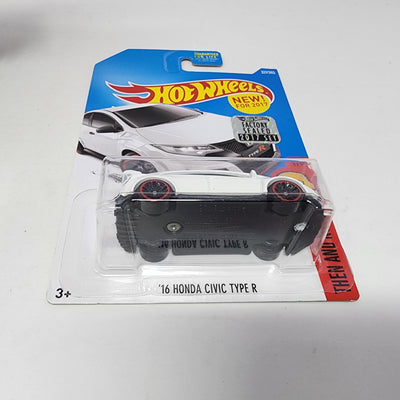 HOT WHEELS
NEW!
FOR 2017
FACTORY
SEALED
2017 SET
TYPE R
'16 HONDA CIVIC TYPE R
'16 HONDA CIVIC TYPE R
3+
THEN AND